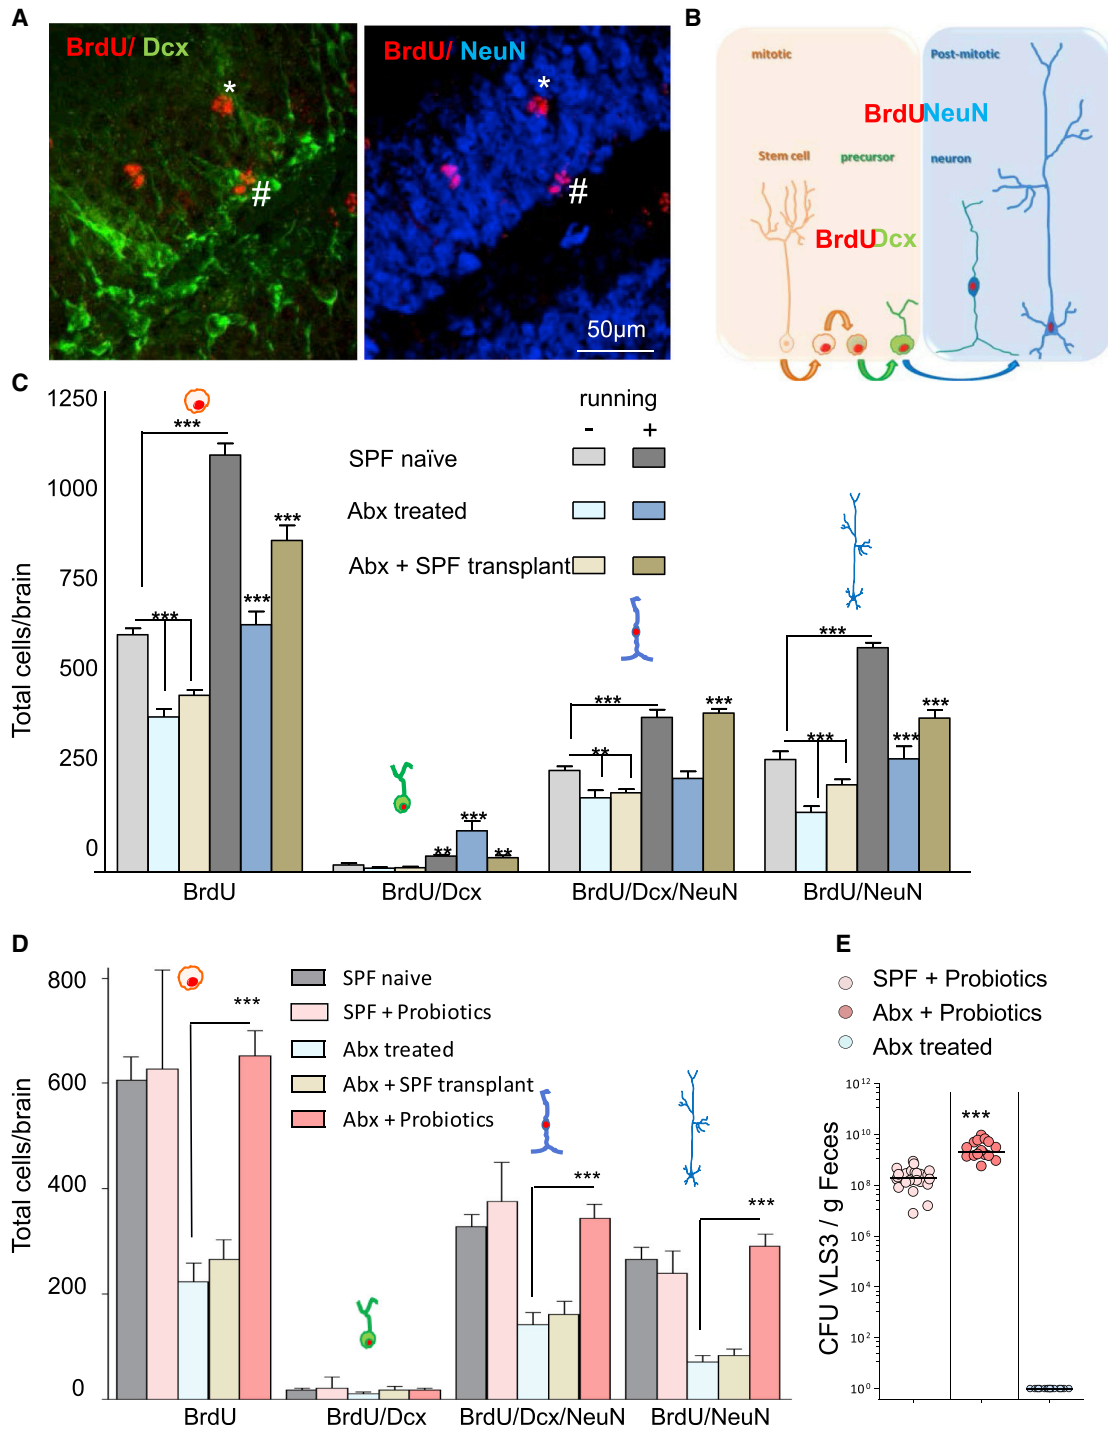 A
BrdU/ Dcx
*
#
BrdU/ NeuN
*
#
50µm
B
mitotic
Post-mitotic
BrdUNeuN
Stem cell
precursor
neuron
BrdUDcx
C
1250
1000
750
500
250
0
Total cells/brain
running
- +
SPF naïve
Abx treated
Abx + SPF transplant
***
***
***
***
**
***
**
***
**
***
***
***
***
***
BrdU
BrdU/Dcx
BrdU/Dcx/NeuN
BrdU/NeuN
D
800
600
400
200
0
Total cells/brain
SPF naive
SPF + Probiotics
Abx treated
Abx + SPF transplant
Abx + Probiotics
***
***
***
BrdU
BrdU/Dcx
BrdU/Dcx/NeuN
BrdU/NeuN
E
SPF + Probiotics
Abx + Probiotics
Abx treated
CFU VLS3 / g Feces
10¹²
10¹⁰
10⁸
10⁶
10⁴
10²
10⁰
***